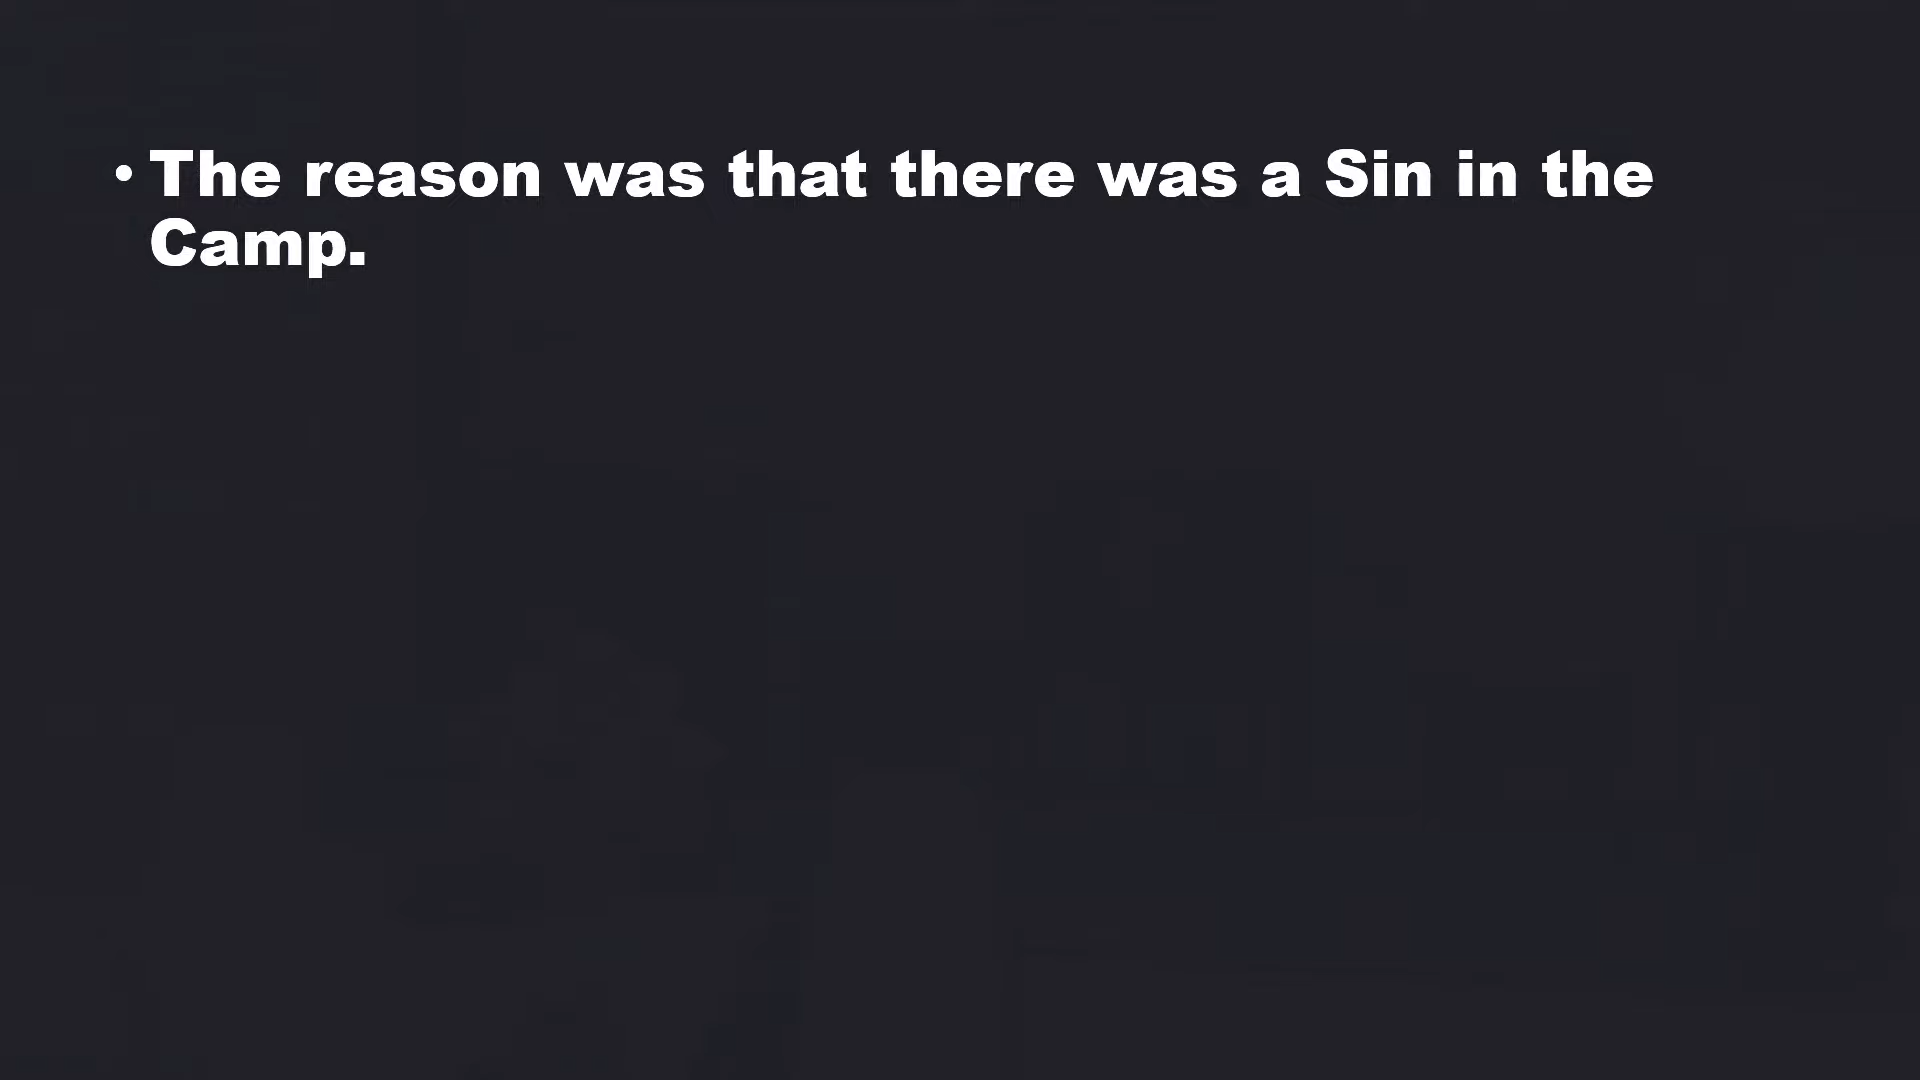 • The reason was that there was a Sin in the
Camp.